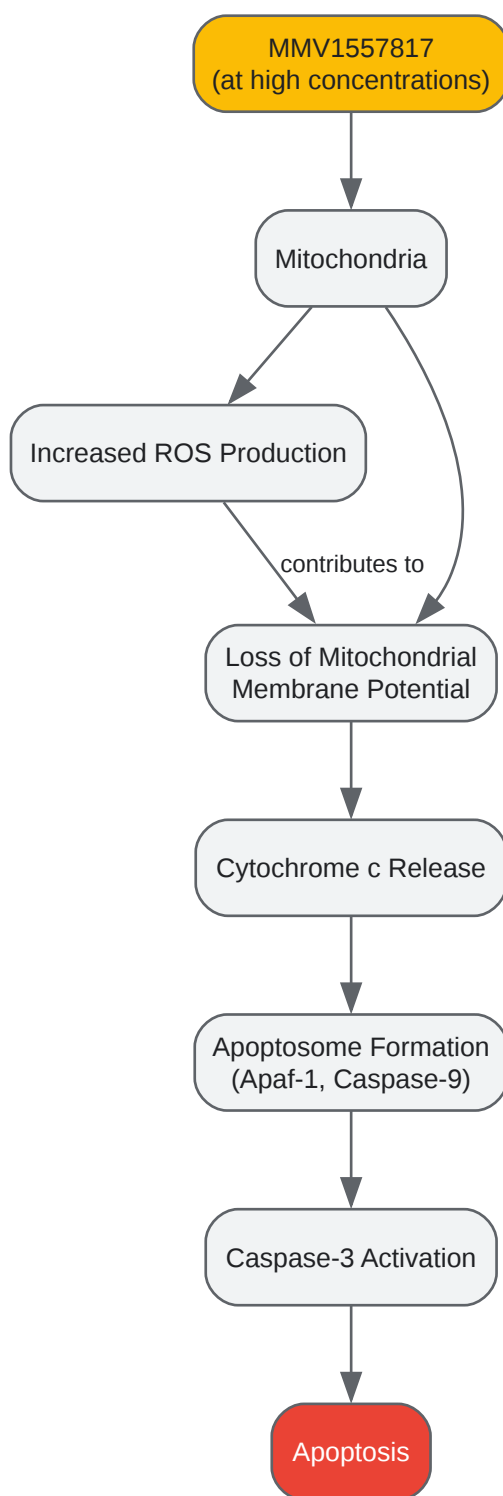 MMV1557817
(at high concentrations)
Mitochondria
Increased ROS Production
contributes to
Loss of Mitochondrial
Membrane Potential
Cytochrome c Release
Apoptosome Formation
(Apaf-1, Caspase-9)
Caspase-3 Activation
Apoptosis